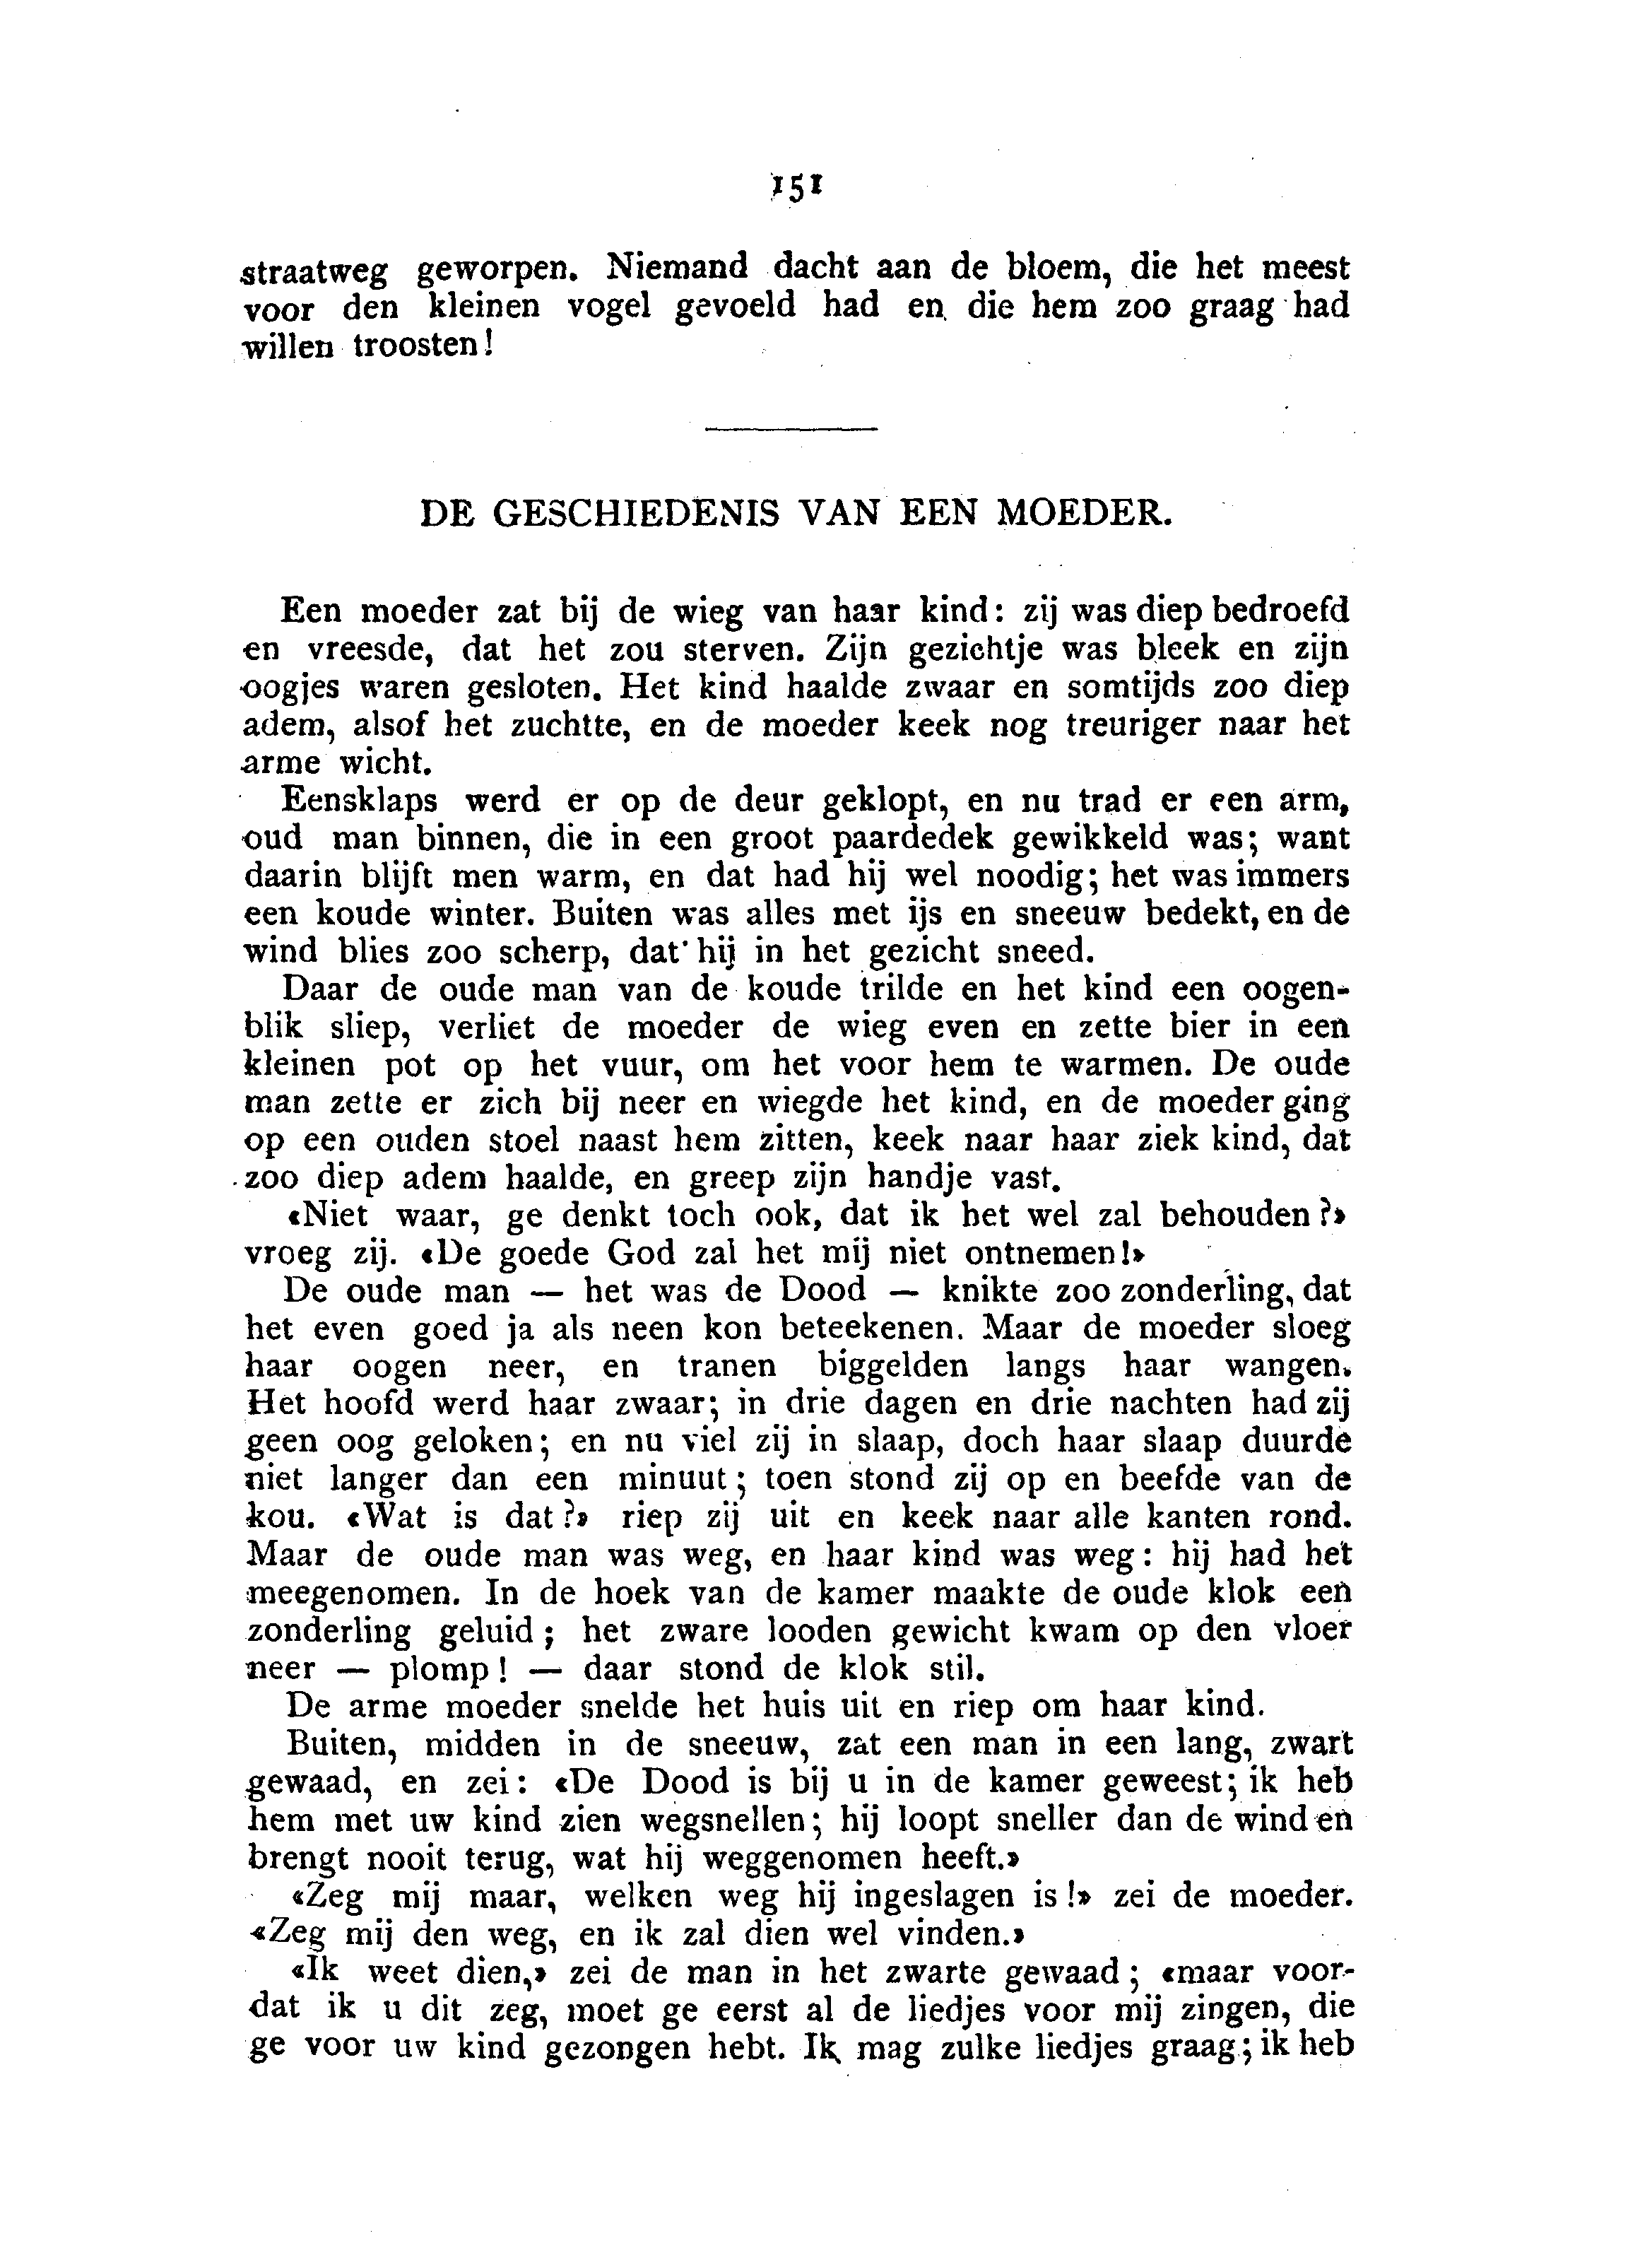 151
straatweg geworpen. Niemand dacht aan de bloem, die het meest
voor den kleinen vogel gevoeld had en die hem zoo graag had
willen troosten!
DE GESCHIEDENIS VAN EEN MOEDER.
Een moeder zat bij de wieg van haar kind: zij was diep bedroefd
en vreesde, dat het zou sterven. Zijn gezichtje was bleek en zijn
oogjes waren gesloten. Het kind haalde zwaar en somtijds zoo diep
adem, alsof het zuchtte, en de moeder keek nog treuriger naar het
arme wicht.
Eensklaps werd er op de deur geklopt, en nu trad er een arm,
oud man binnen, die in een groot paardedek gewikkeld was; want
daarin blijft men warm, en dat had hij wel noodig; het was immers
een koude winter. Buiten was alles met ijs en sneeuw bedekt, en de
wind blies zoo scherp, dat hij in het gezicht sneed.
Daar de oude man van de koude trilde en het kind een oogen-
blik sliep, verliet de moeder de wieg even en zette bier in een
kleinen pot op het vuur, om het voor hem te warmen. De oude
man zette er zich bij neer en wiegde het kind, en de moeder ging
op een ouden stoel naast hem zitten, keek naar haar ziek kind, dat
zoo diep adem haalde, en greep zijn handje vast.
«Niet waar, ge denkt toch ook, dat ik het wel zal behouden?»
vroeg zij. «De goede God zal het mij niet ontnemen!»
De oude man — het was de Dood — knikte zoo zonderling, dat
het even goed ja als neen kon beteekenen. Maar de moeder sloeg
haar oogen neer, en tranen biggelden langs haar wangen.
Het hoofd werd haar zwaar; in drie dagen en drie nachten had zij
geen oog geloken; en nu viel zij in slaap, doch haar slaap duurde
niet langer dan een minuut; toen stond zij op en beefde van de
kou. «Wat is dat?» riep zij uit en keek naar alle kanten rond.
Maar de oude man was weg, en haar kind was weg: hij had het
meegenomen. In de hoek van de kamer maakte de oude klok een
zonderling geluid; het zware looden gewicht kwam op den vloer
neer — plomp! — daar stond de klok stil.
De arme moeder snelde het huis uit en riep om haar kind.
Buiten, midden in de sneeuw, zat een man in een lang, zwart
gewaad, en zei: «De Dood is bij u in de kamer geweest; ik heb
hem met uw kind zien wegsnellen; hij loopt sneller dan de wind en
brengt nooit terug, wat hij weggenomen heeft.»
«Zeg mij maar, welken weg hij ingeslagen is!» zei de moeder.
«Zeg mij den weg, en ik zal dien wel vinden.»
«Ik weet dien,» zei de man in het zwarte gewaad; «maar voor-
dat ik u dit zeg, moet ge eerst al de liedjes voor mij zingen, die
ge voor uw kind gezongen hebt. Ik mag zulke liedjes graag; ik heb